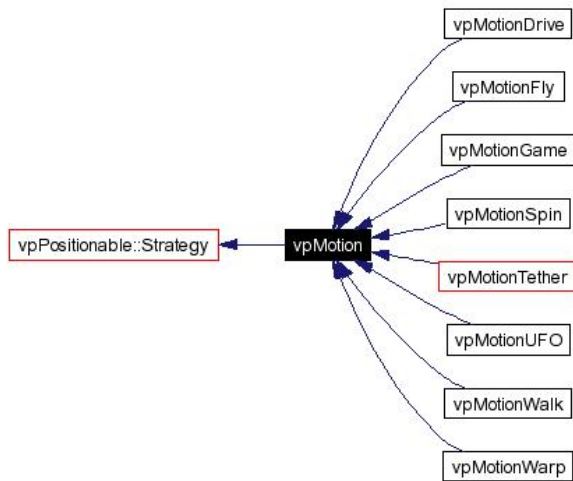 vpMotionDrive
vpMotionFly
vpMotionGame
vpMotionSpin
vpPositionable::Strategy
vpMotion
vpMotionTether
vpMotionUFO
vpMotionWalk
vpMotionWarp